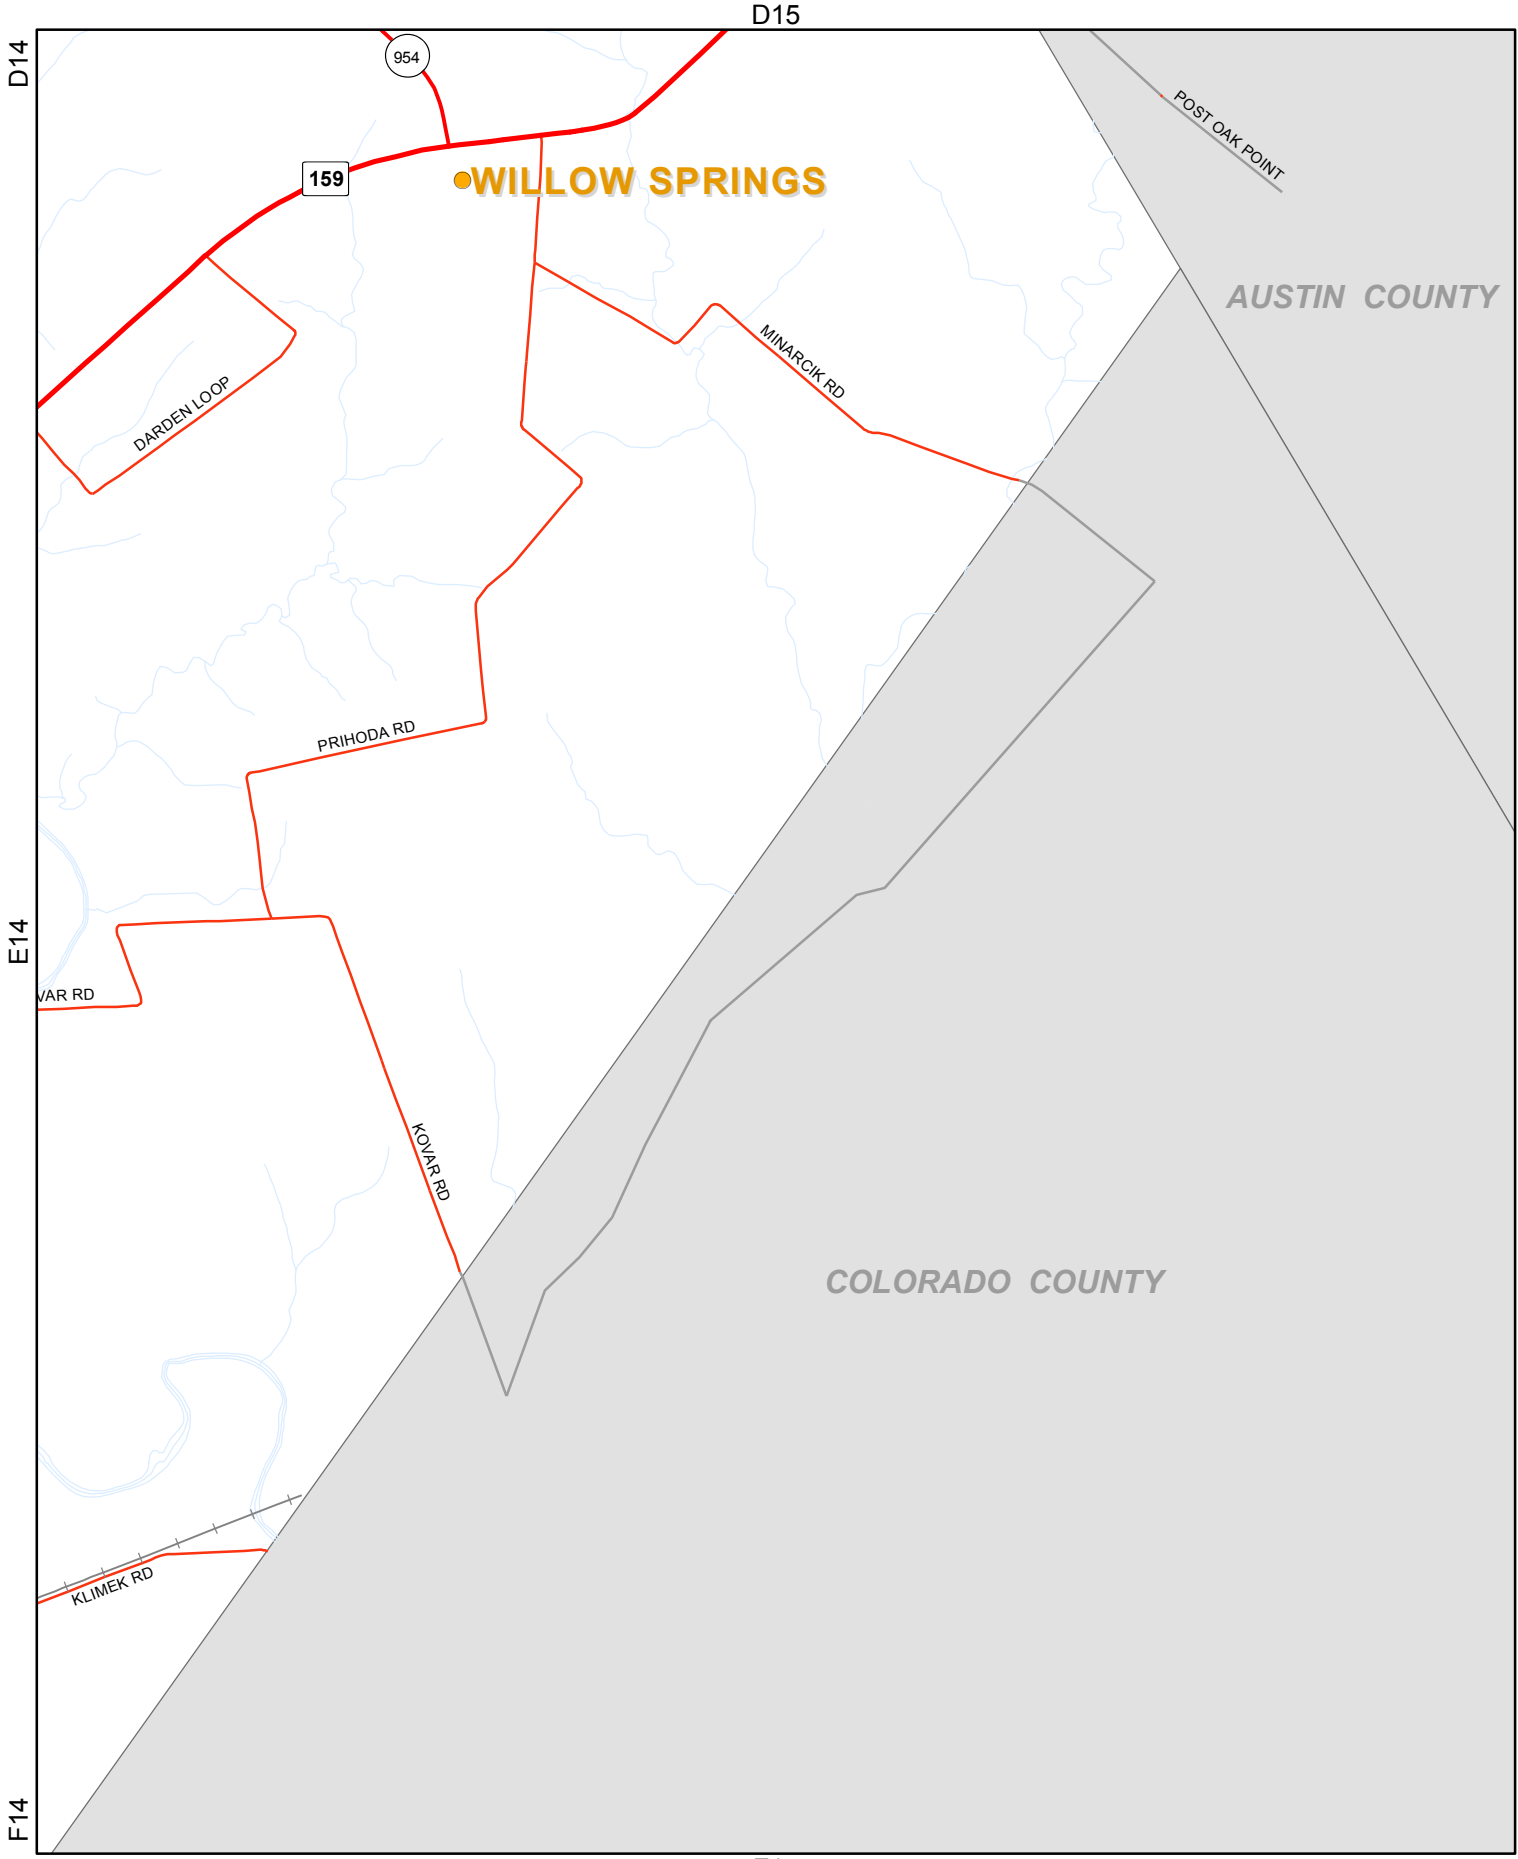 D15
D14
954
POST OAK POINT
159
WILLOW SPRINGS
AUSTIN COUNTY
MINARCIK RD
DARDEN LOOP
PRIHODA RD
E14
VAR RD
KOVAR RD
COLORADO COUNTY
KLIMEK RD
F14